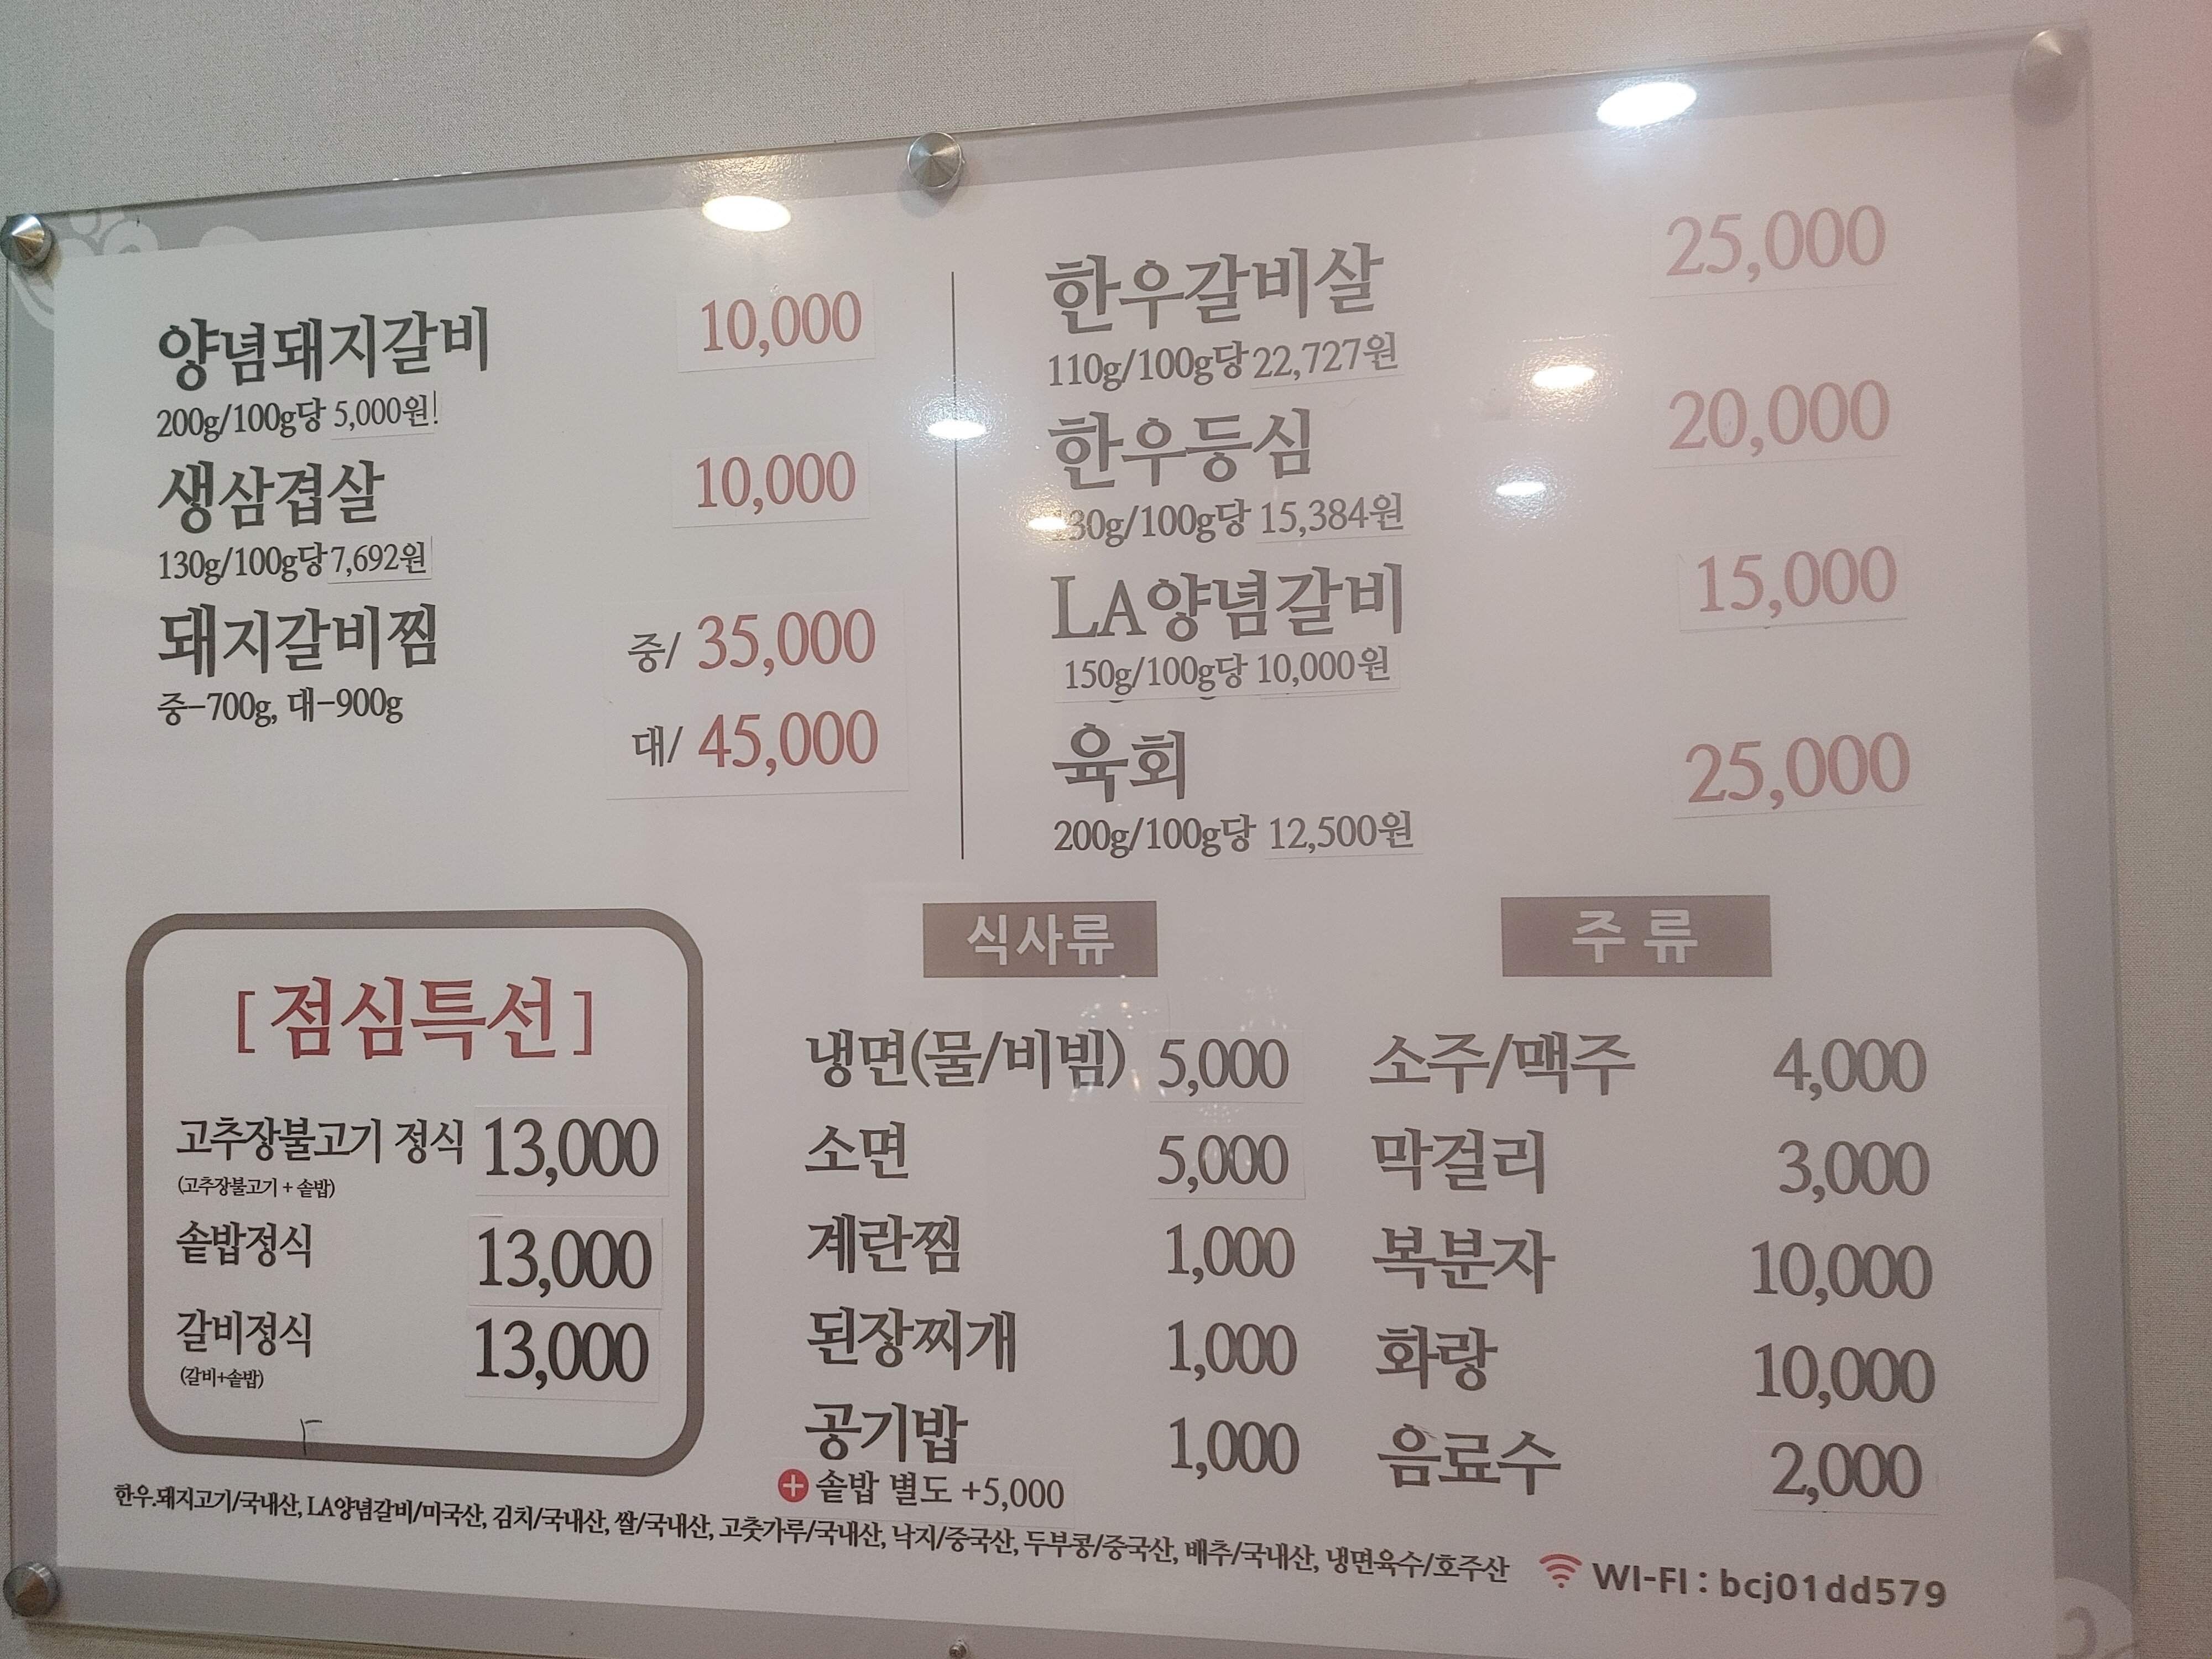 양념돼지갈비 10,000
200g/100g당 5,000원
생삼겹살 10,000
130g/100g당 7,692원
돼지갈비찜 중/ 35,000
중-700g, 대-900g
대/ 45,000
한우갈비살 25,000
110g/100g당 22,727원
한우등심 20,000
130g/100g당 15,384원
LA양념갈비 15,000
150g/100g당 10,000원
육회 25,000
200g/100g당 12,500원
[점심특선]
고추장불고기 정식 13,000
(고추장불고기 + 솥밥)
솥밥정식 13,000
갈비정식 13,000
(갈비+솥밥)
식사류
냉면(물/비빔) 5,000
소면 5,000
계란찜 1,000
된장찌개 1,000
공기밥 1,000
솥밥 별도 +5,000
주류
소주/맥주 4,000
막걸리 3,000
복분자 10,000
화랑 10,000
음료수 2,000
한우.돼지고기/국내산, LA양념갈비/미국산, 김치/국내산, 쌀/국내산, 고춧가루/국내산, 낙지/중국산, 두부콩/중국산, 배추/국내산, 냉면육수/호주산
WI-FI : bcj01dd579